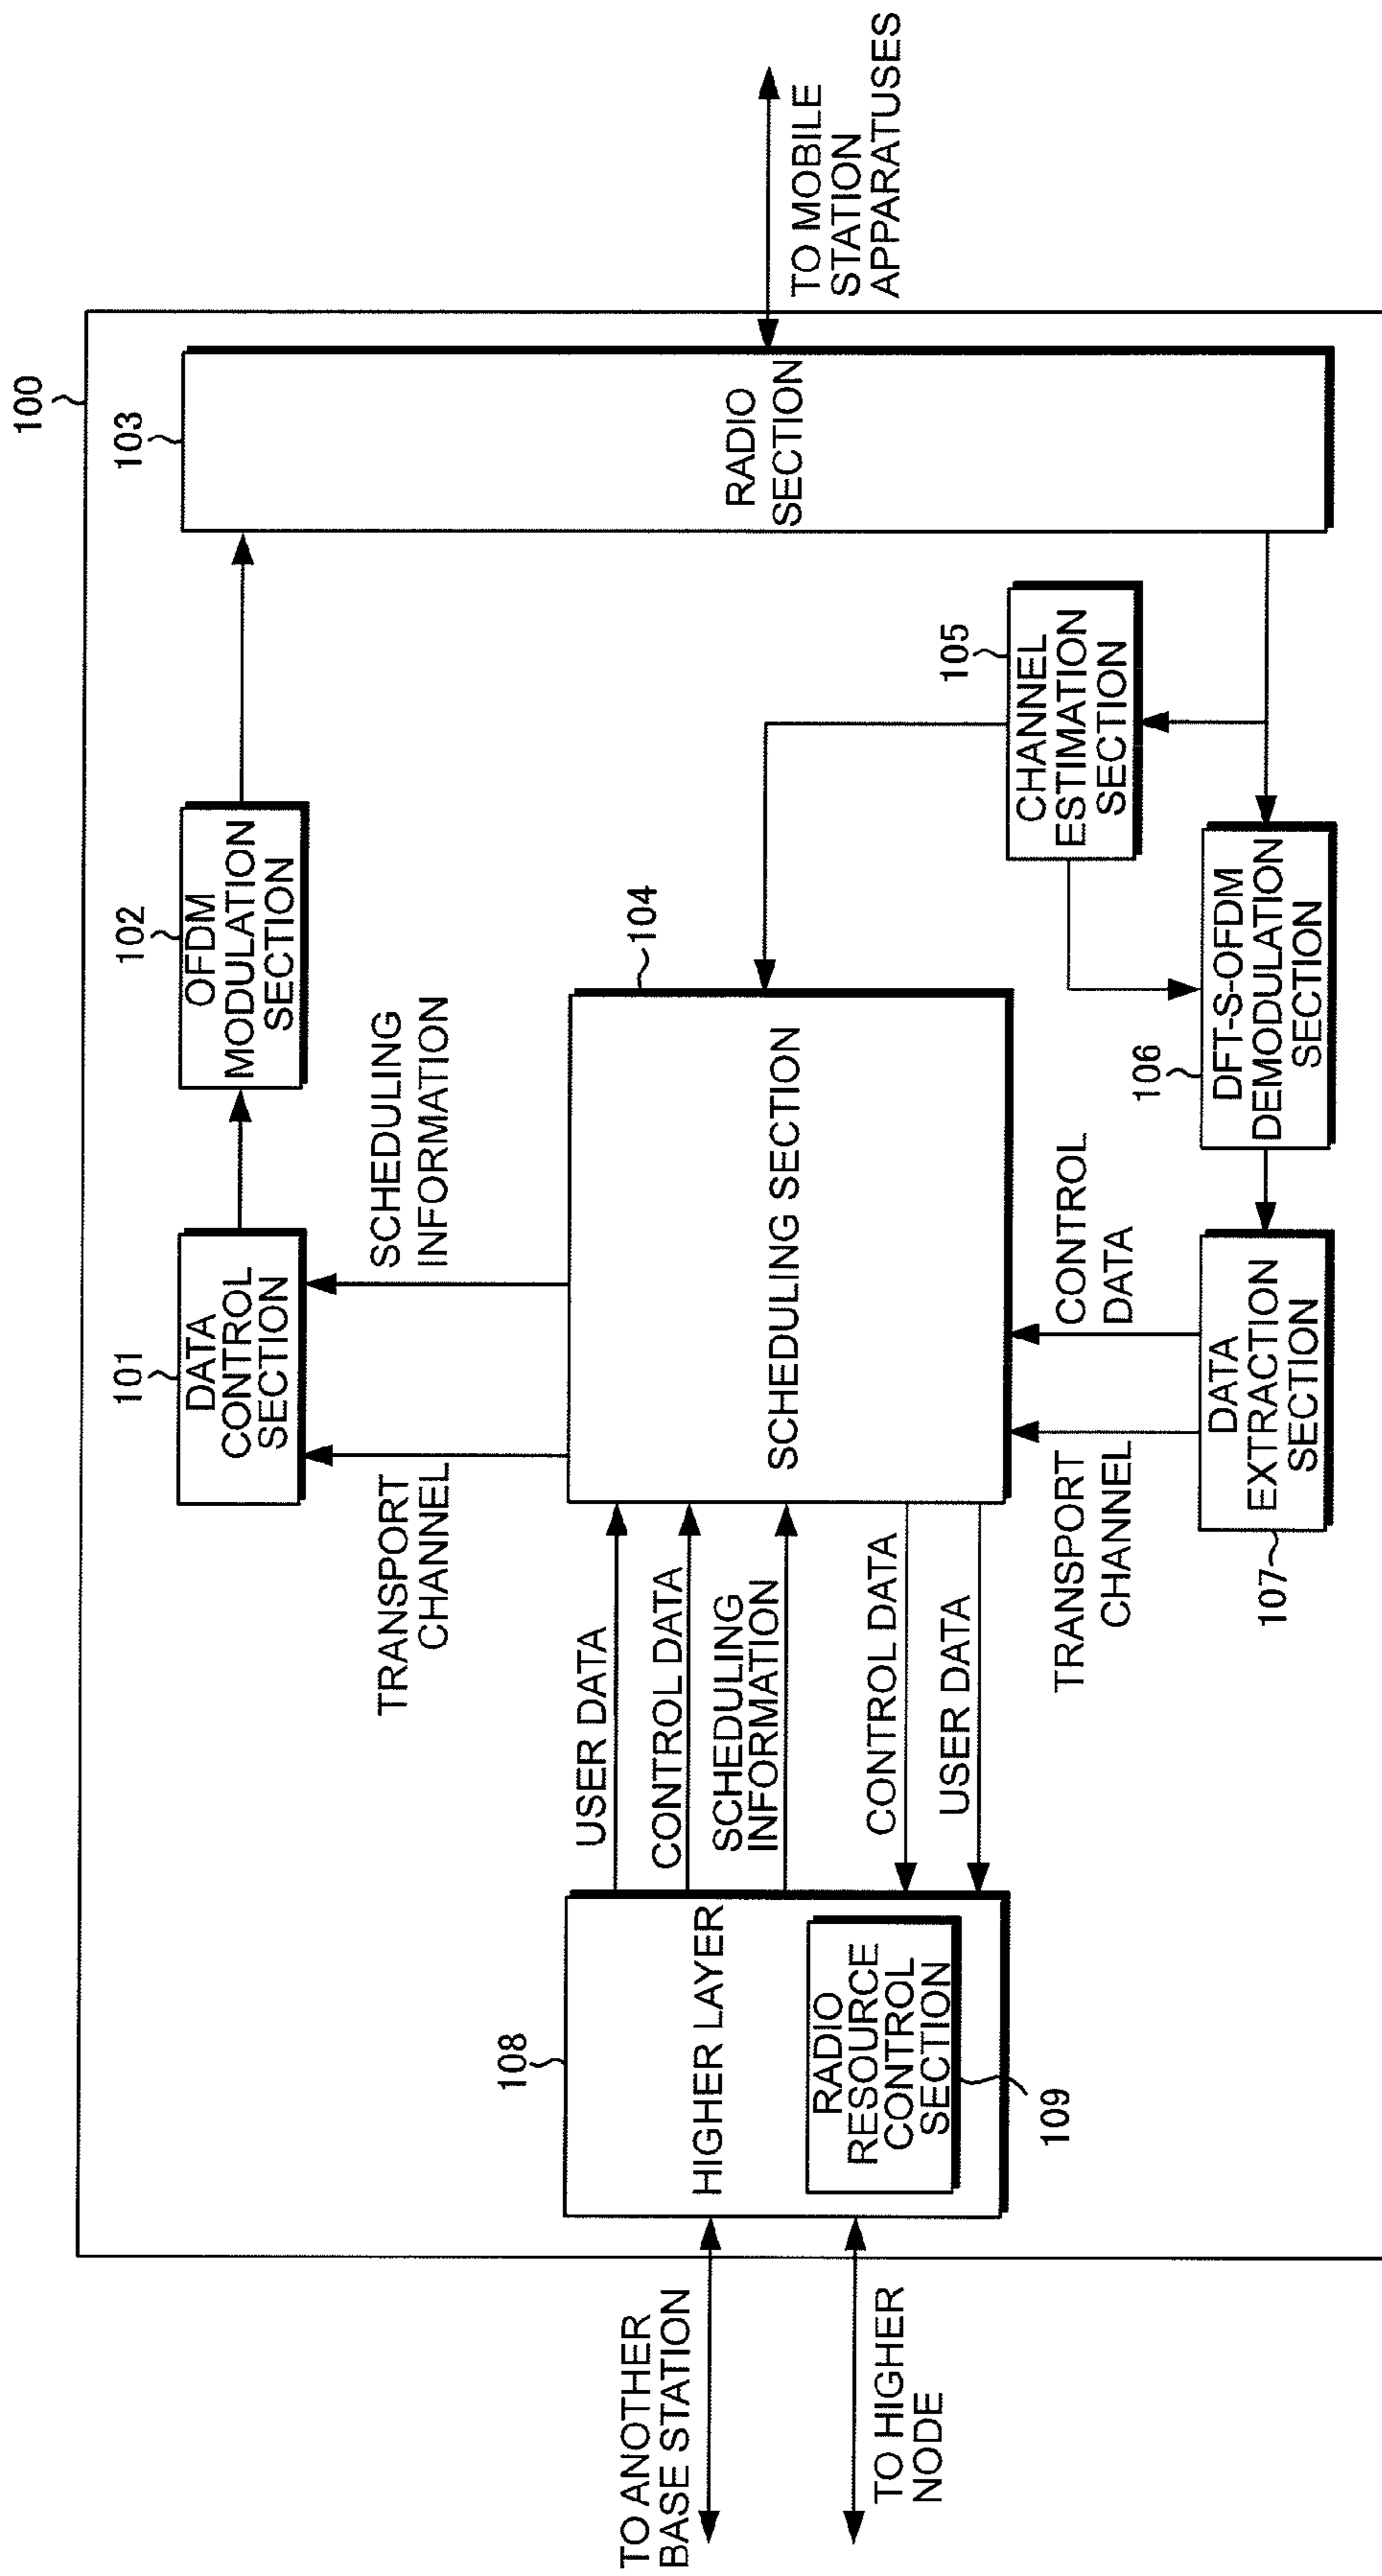 100
103
RADIO
SECTION
TO MOBILE
STATION
APPARATUSES
102
OFDM
MODULATION
SECTION
101
DATA
CONTROL
SECTION
SCHEDULING
INFORMATION
TRANSPORT
CHANNEL
104
SCHEDULING SECTION
105
CHANNEL
ESTIMATION
SECTION
106
DFT-S-OFDM
DEMODULATION
SECTION
107
DATA
EXTRACTION
SECTION
CONTROL
DATA
TRANSPORT
CHANNEL
USER DATA
CONTROL DATA
SCHEDULING
INFORMATION
CONTROL DATA
USER DATA
108
HIGHER LAYER
RADIO
RESOURCE
CONTROL
SECTION
109
TO ANOTHER
BASE STATION
TO HIGHER
NODE